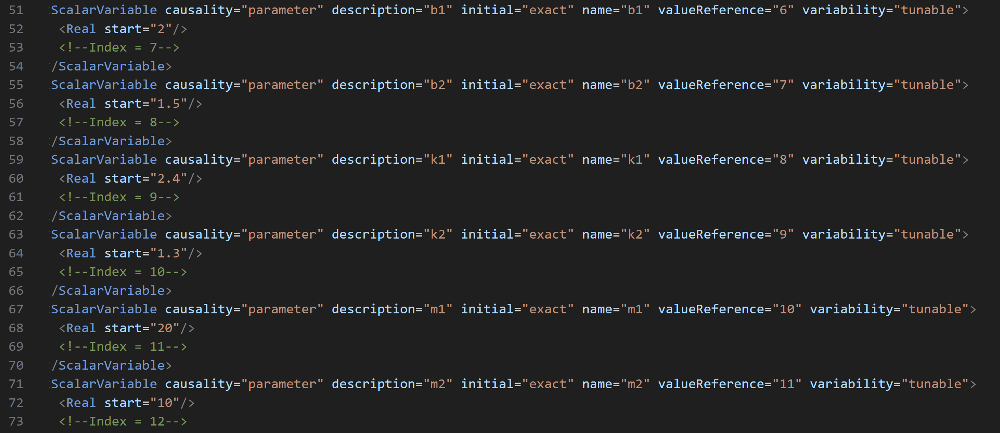 51 ScalarVariable causality="parameter" description="b1" initial="exact" name="b1" valueReference="6" variability="tunable">
52 <Real start="2"/>
53 <!--Index = 7-->
54 /ScalarVariable>
55 ScalarVariable causality="parameter" description="b2" initial="exact" name="b2" valueReference="7" variability="tunable">
56 <Real start="1.5"/>
57 <!--Index = 8-->
58 /ScalarVariable>
59 ScalarVariable causality="parameter" description="k1" initial="exact" name="k1" valueReference="8" variability="tunable">
60 <Real start="2.4"/>
61 <!--Index = 9-->
62 /ScalarVariable>
63 ScalarVariable causality="parameter" description="k2" initial="exact" name="k2" valueReference="9" variability="tunable">
64 <Real start="1.3"/>
65 <!--Index = 10-->
66 /ScalarVariable>
67 ScalarVariable causality="parameter" description="m1" initial="exact" name="m1" valueReference="10" variability="tunable">
68 <Real start="20"/>
69 <!--Index = 11-->
70 /ScalarVariable>
71 ScalarVariable causality="parameter" description="m2" initial="exact" name="m2" valueReference="11" variability="tunable">
72 <Real start="10"/>
73 <!--Index = 12-->